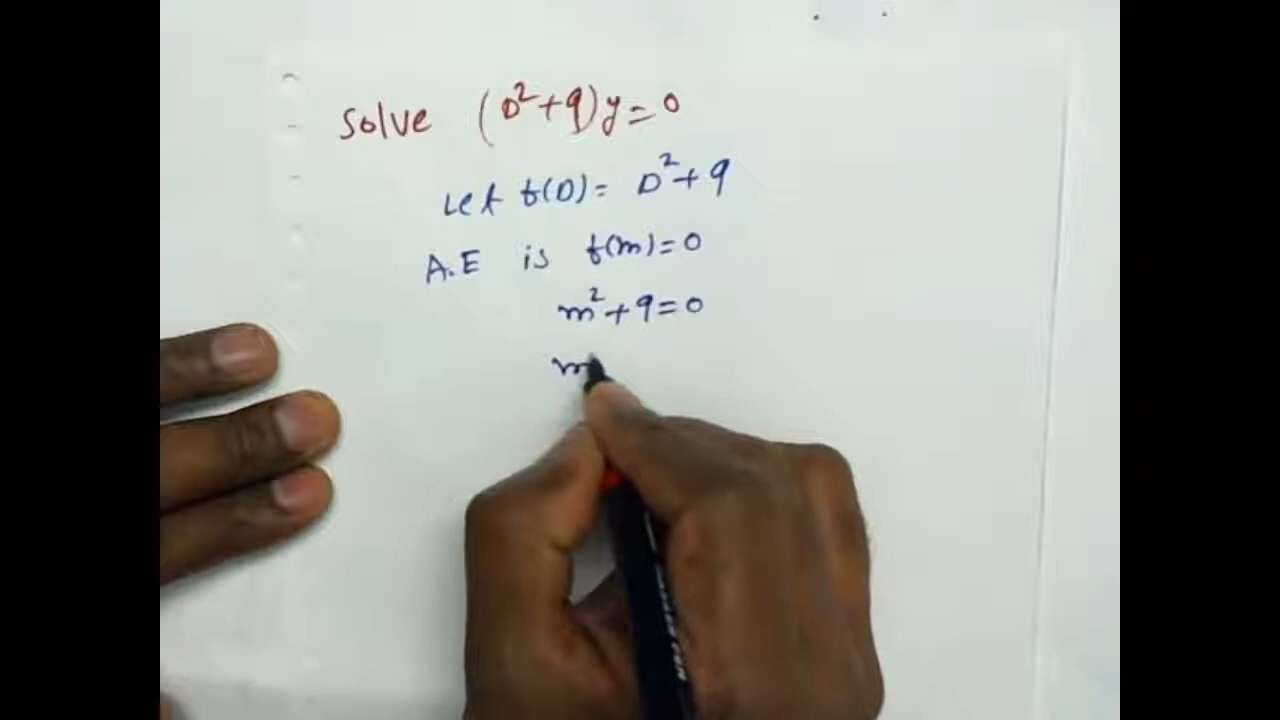 Solve (D²+9)y=0
Let f(D)= D²+9
A.E is f(m)=0
m²+9=0
m